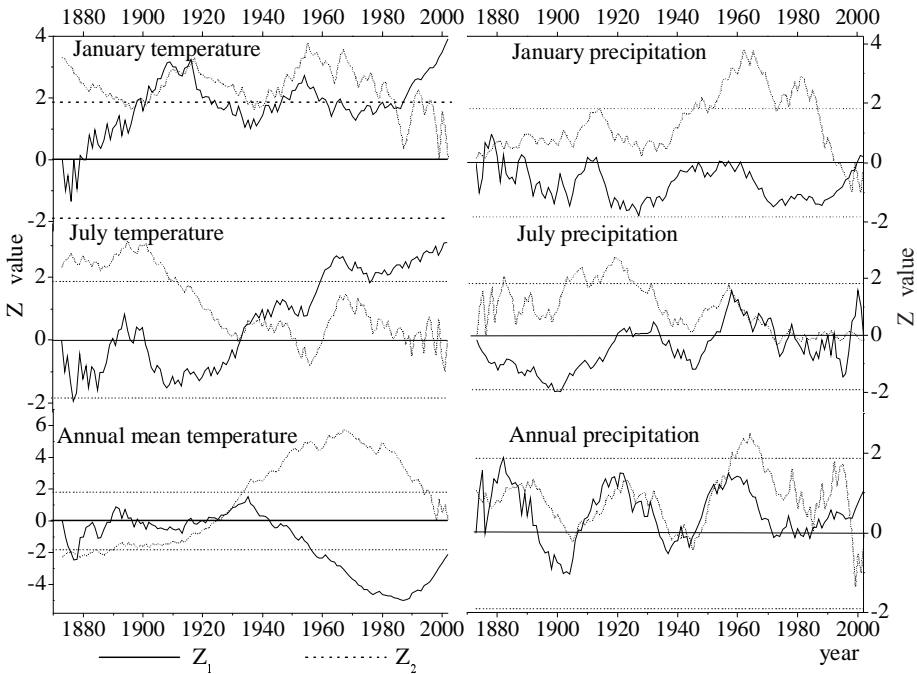 1880 1900 1920 1940 1960 1980 2000
1880 1900 1920 1940 1960 1980 2000
4
January temperature
2
0
-2
July temperature
2
0
-2
6
Annual mean temperature
4
2
0
-2
-4
Z value
January precipitation
4
2
0
-2
July precipitation
2
0
-2
Annual precipitation
2
0
-2
Z value
1880 1900 1920 1940 1960 1980 2000
1880 1900 1920 1940 1960 1980 2000
year
Z1
Z2